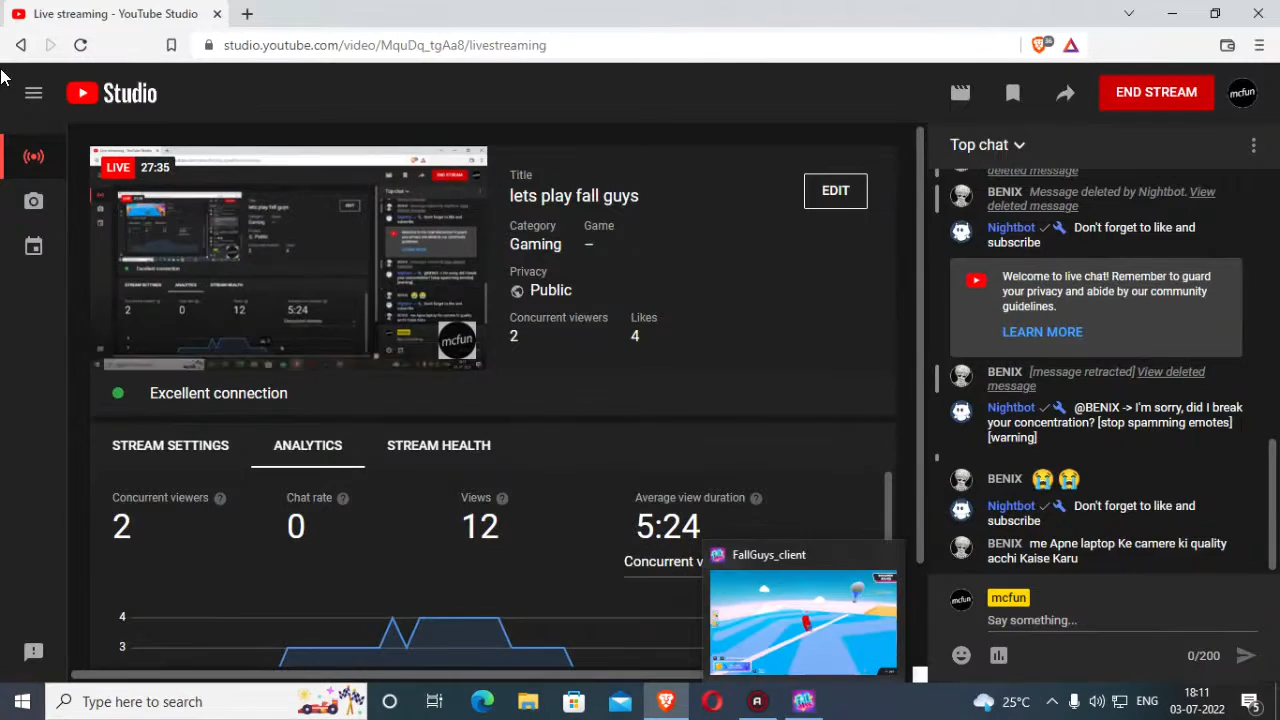 Live streaming - YouTube Studio
studio.youtube.com/video/MquDq_tgAa8/livestreaming
36
Studio
END STREAM
mcfun
LIVE 27:35
Title
lets play fall guys
EDIT
Category Game
Gaming –
Privacy
Public
Concurrent viewers Likes
2 4
mcfun
Excellent connection
STREAM SETTINGS ANALYTICS STREAM HEALTH
Concurrent viewers Chat rate Views Average view duration
2 0 12 5:24
Concurrent v
4
3
FallGuys_client
Top chat
deleted message
BENIX Message deleted by Nightbot. View
deleted message
Nightbot Don't forget to like and
subscribe
Welcome to live chat! Remember to guard
your privacy and abide by our community
guidelines.
LEARN MORE
BENIX [message retracted] View deleted
message
Nightbot @BENIX -> I'm sorry, did I break
your concentration? [stop spamming emotes]
[warning]
BENIX 😭😭
Nightbot Don't forget to like and
subscribe
BENIX me Apne laptop Ke camere ki quality
acchi Kaise Karu
mcfun
Say something...
0/200
Type here to search
25°C
ENG
18:11
03-07-2022
5